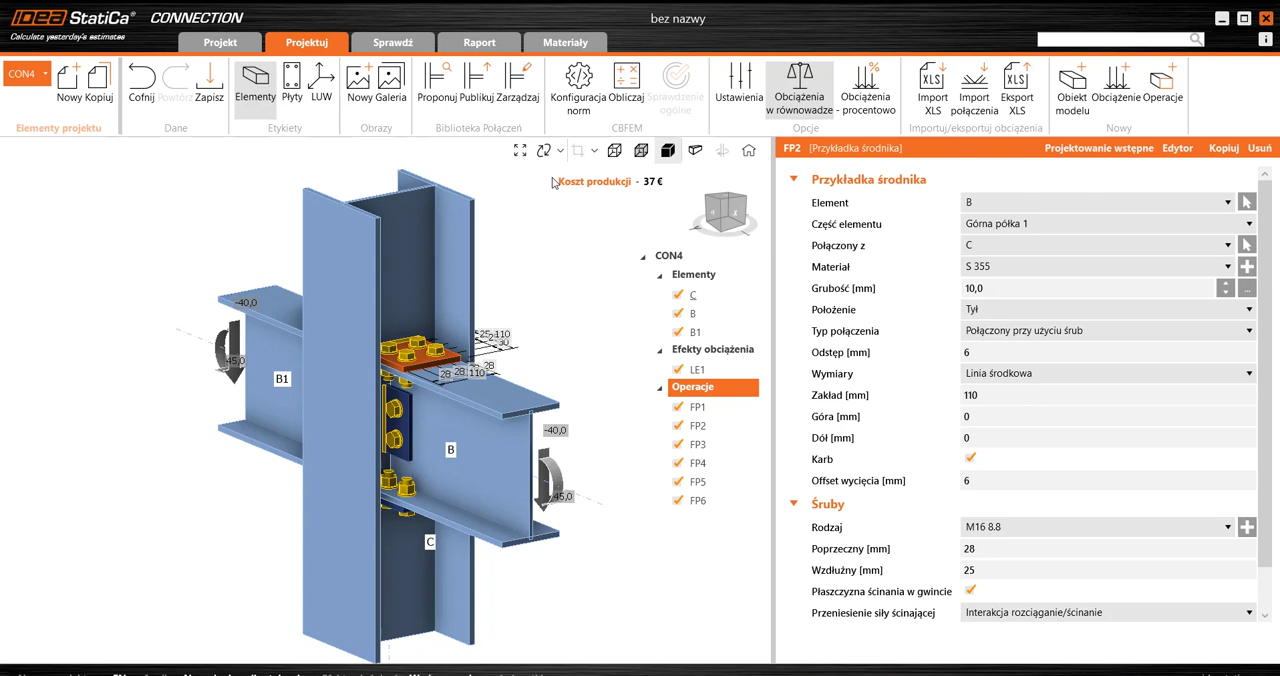 IDEA StatiCa® CONNECTION
Calculate yesterday's estimates
bez nazwy
Projekt
Projektuj
Sprawdź
Raport
Materiały
CON4
Nowy
Kopiuj
Elementy projektu
Cofnij
Powtórz
Zapisz
Dane
Elementy
Płyty
LUW
Etykiety
Nowy
Galeria
Obrazy
Proponuj
Publikuj
Zarządzaj
Biblioteka Połączeń
Konfiguracja norm
Obliczaj
Sprawdzenie ogólne
CBFEM
Ustawienia
Obciążenia w równowadze
Obciążenia - procentowo
Opcje
Import XLS
Import połączenia
Eksport XLS
Importuj/eksportuj obciążenia
Obiekt modelu
Obciążenie
Operacje
Nowy
Koszt produkcji - 37 €
-40,0
45,0
B1
B
C
-40,0
45,0
110
28 28 110
28
CON4
Elementy
C
B
B1
Efekty obciążenia
LE1
Operacje
FP1
FP2
FP3
FP4
FP5
FP6
FP2 [Przykładka środnika]
Projektowanie wstępne
Edytor
Kopiuj
Usuń
Przykładka środnika
Element B
Część elementu Górna półka 1
Połączony z C
Materiał S 355
Grubość [mm] 10,0
Położenie Tył
Typ połączenia Połączony przy użyciu śrub
Odstęp [mm] 6
Wymiary Linia środkowa
Zakład [mm] 110
Góra [mm] 0
Dół [mm] 0
Karb
Offset wycięcia [mm] 6
Śruby
Rodzaj M16 8.8
Poprzeczny [mm] 28
Wzdłużny [mm] 25
Płaszczyzna ścinania w gwincie
Przeniesienie siły ścinającej Interakcja rozciąganie/ścinanie